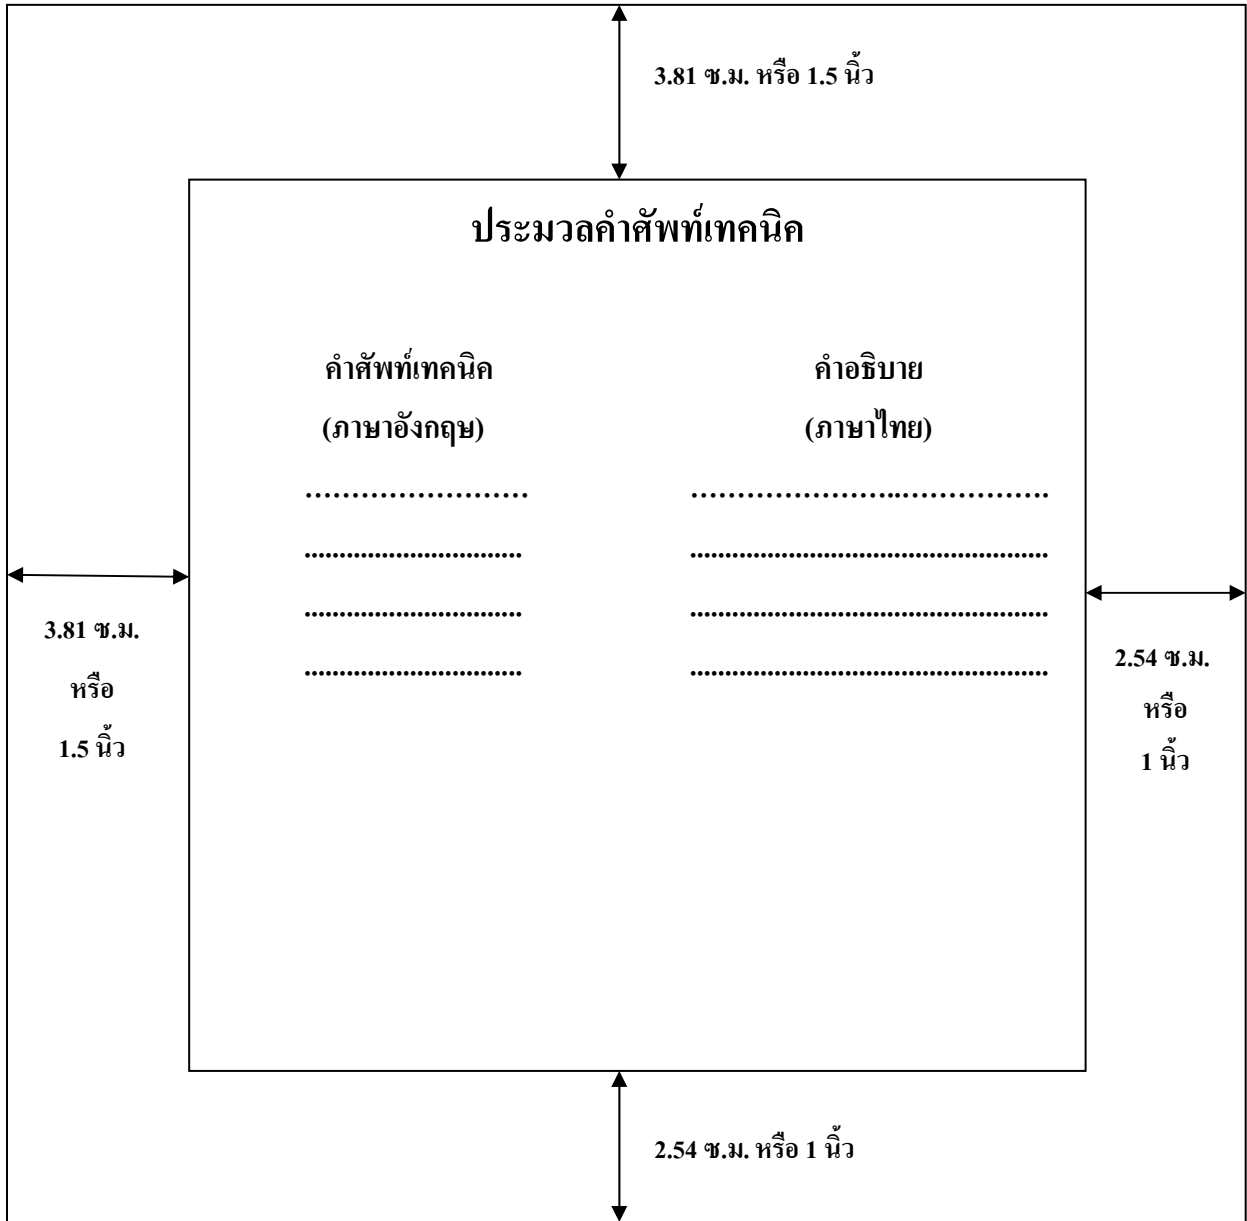 3.81 ซ.ม. หรือ 1.5 นิ้ว
ประมวลคำศัพท์เทคนิค
คำศัพท์เทคนิค คำอธิบาย
(ภาษาอังกฤษ) (ภาษาไทย)
…………………… …………………..…………….
............................... ...................................................
............................... ...................................................
............................... ...................................................
3.81 ซ.ม.
หรือ
1.5 นิ้ว
2.54 ซ.ม.
หรือ
1 นิ้ว
2.54 ซ.ม. หรือ 1 นิ้ว